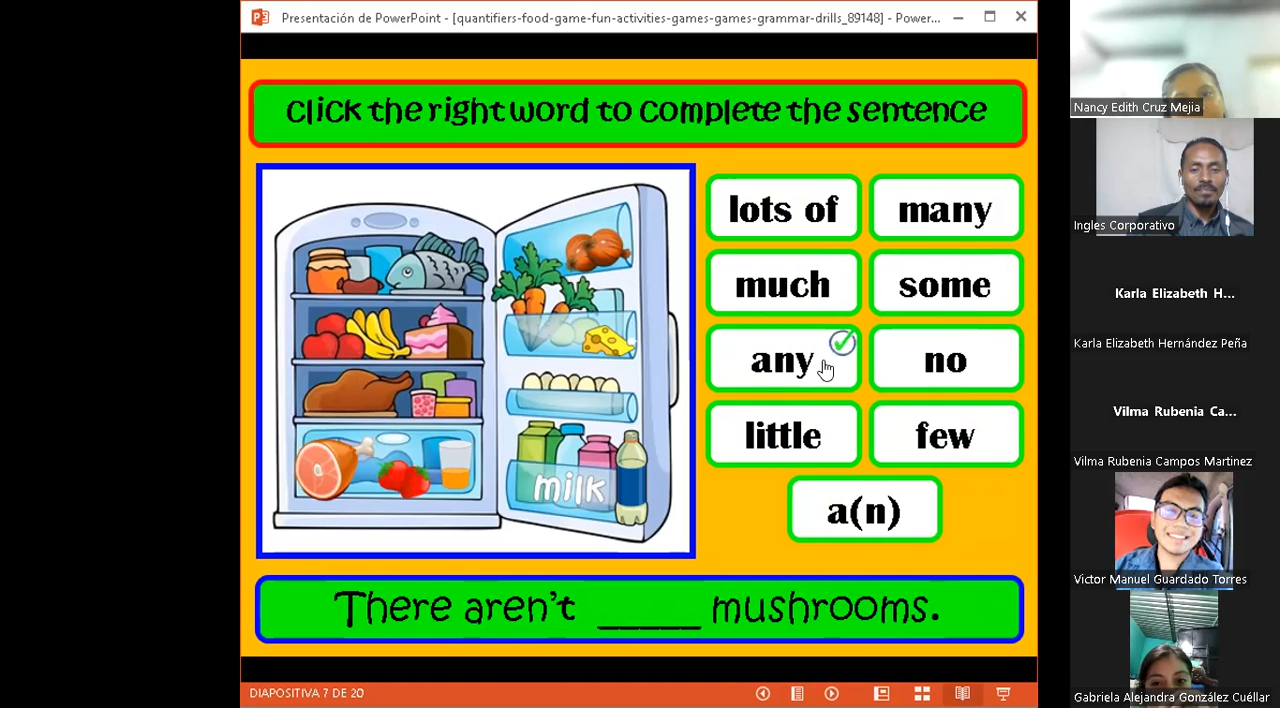 Presentación de PowerPoint - [quantifiers-food-game-fun-activities-games-games-grammar-drills_89148] - Power...
Click the right word to complete the sentence
lots of
many
much
some
any
no
little
few
a(n)
milk
There aren't _____ mushrooms.
DIAPOSITIVA 7 DE 20
Nancy Edith Cruz Mejia
Ingles Corporativo
Karla Elizabeth H...
Karla Elizabeth Hernández Peña
Vilma Rubenia Ca...
Vilma Rubenia Campos Martinez
Victor Manuel Guardado Torres
Gabriela Alejandra González Cuéllar